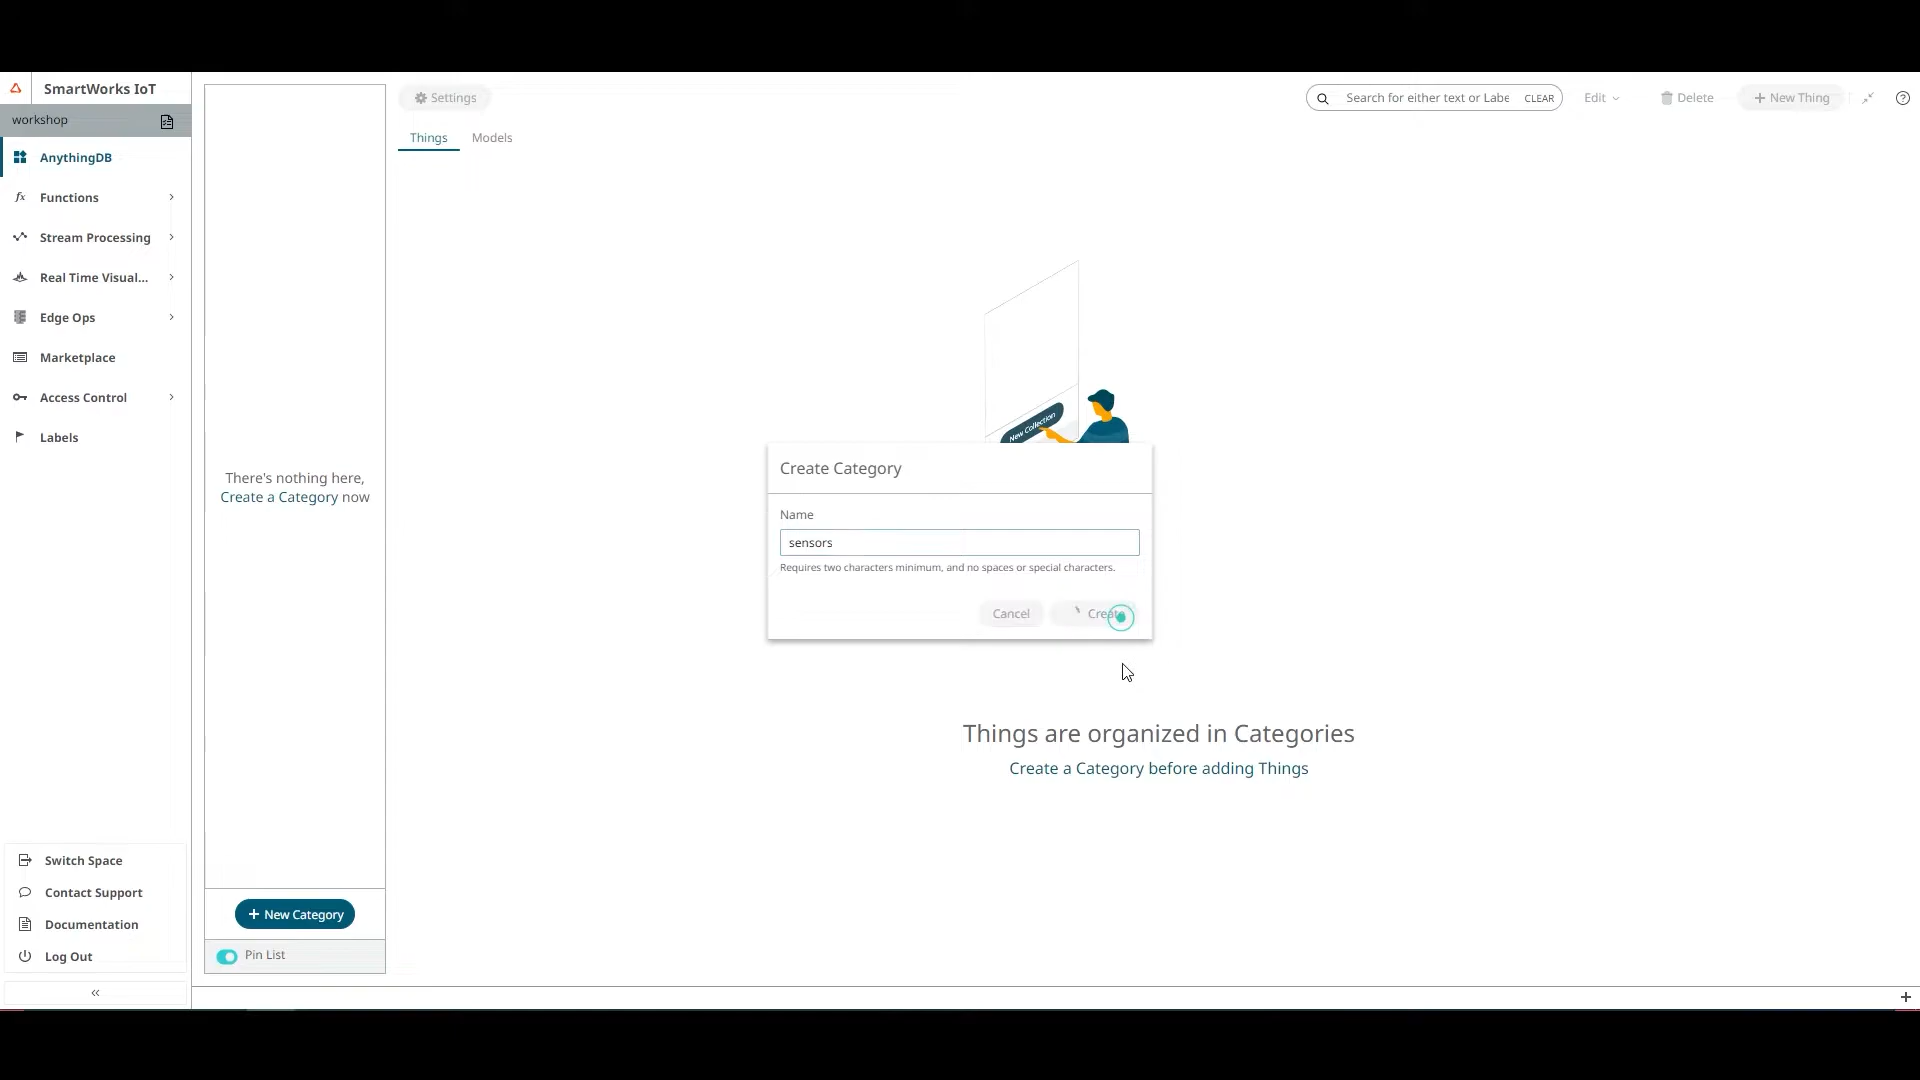 SmartWorks IoT
workshop
AnythingDB
Functions
Stream Processing
Real Time Visual...
Edge Ops
Marketplace
Access Control
Labels
Switch Space
Contact Support
Documentation
Log Out
There's nothing here,
Create a Category now
+ New Category
Pin List
Settings
Search for either text or Labe CLEAR
Edit
Delete
+ New Thing
Things
Models
New Collection
Create Category
Name
sensors
Requires two characters minimum, and no spaces or special characters.
Cancel
Create
Things are organized in Categories
Create a Category before adding Things